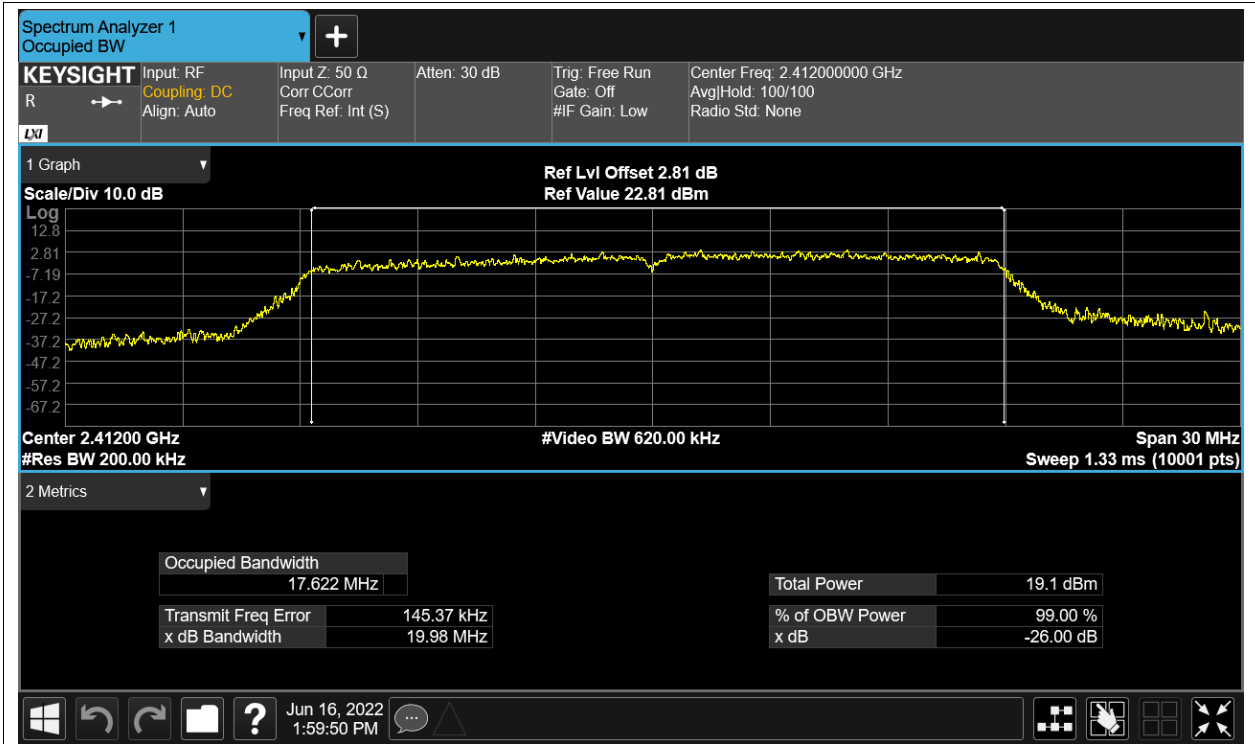 Spectrum Analyzer 1
Occupied BW
KEYSIGHT
R
LXI
Input: RF
Coupling: DC
Align: Auto
Input Z: 50 Ω
Corr CCorr
Freq Ref: Int (S)
Atten: 30 dB
Trig: Free Run
Gate: Off
#IF Gain: Low
Center Freq: 2.412000000 GHz
Avg|Hold: 100/100
Radio Std: None
1 Graph
Scale/Div 10.0 dB
Ref Lvl Offset 2.81 dB
Ref Value 22.81 dBm
Log
12.8
2.81
-7.19
-17.2
-27.2
-37.2
-47.2
-57.2
-67.2
Center 2.41200 GHz
#Video BW 620.00 kHz
Span 30 MHz
#Res BW 200.00 kHz
Sweep 1.33 ms (10001 pts)
2 Metrics
Occupied Bandwidth
17.622 MHz
Total Power 19.1 dBm
Transmit Freq Error 145.37 kHz
% of OBW Power 99.00 %
x dB Bandwidth 19.98 MHz
x dB -26.00 dB
?
Jun 16, 2022
1:59:50 PM